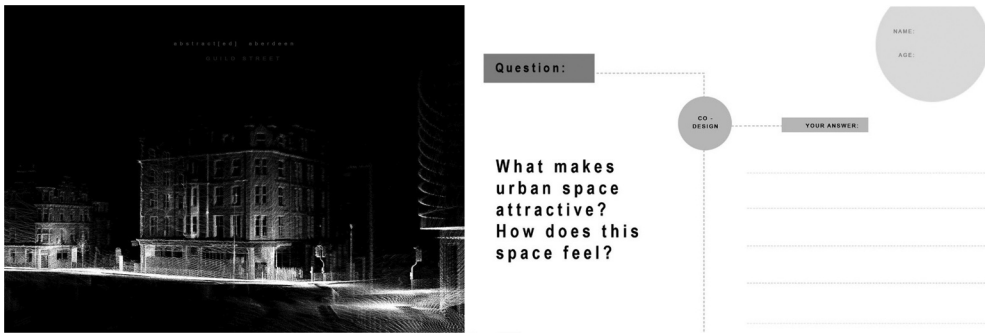 abstract[ed] aberdeen
GUILD STREET
Question:
What makes
urban space
attractive?
How does this
space feel?
CO -
DESIGN
YOUR ANSWER:
NAME:
AGE: